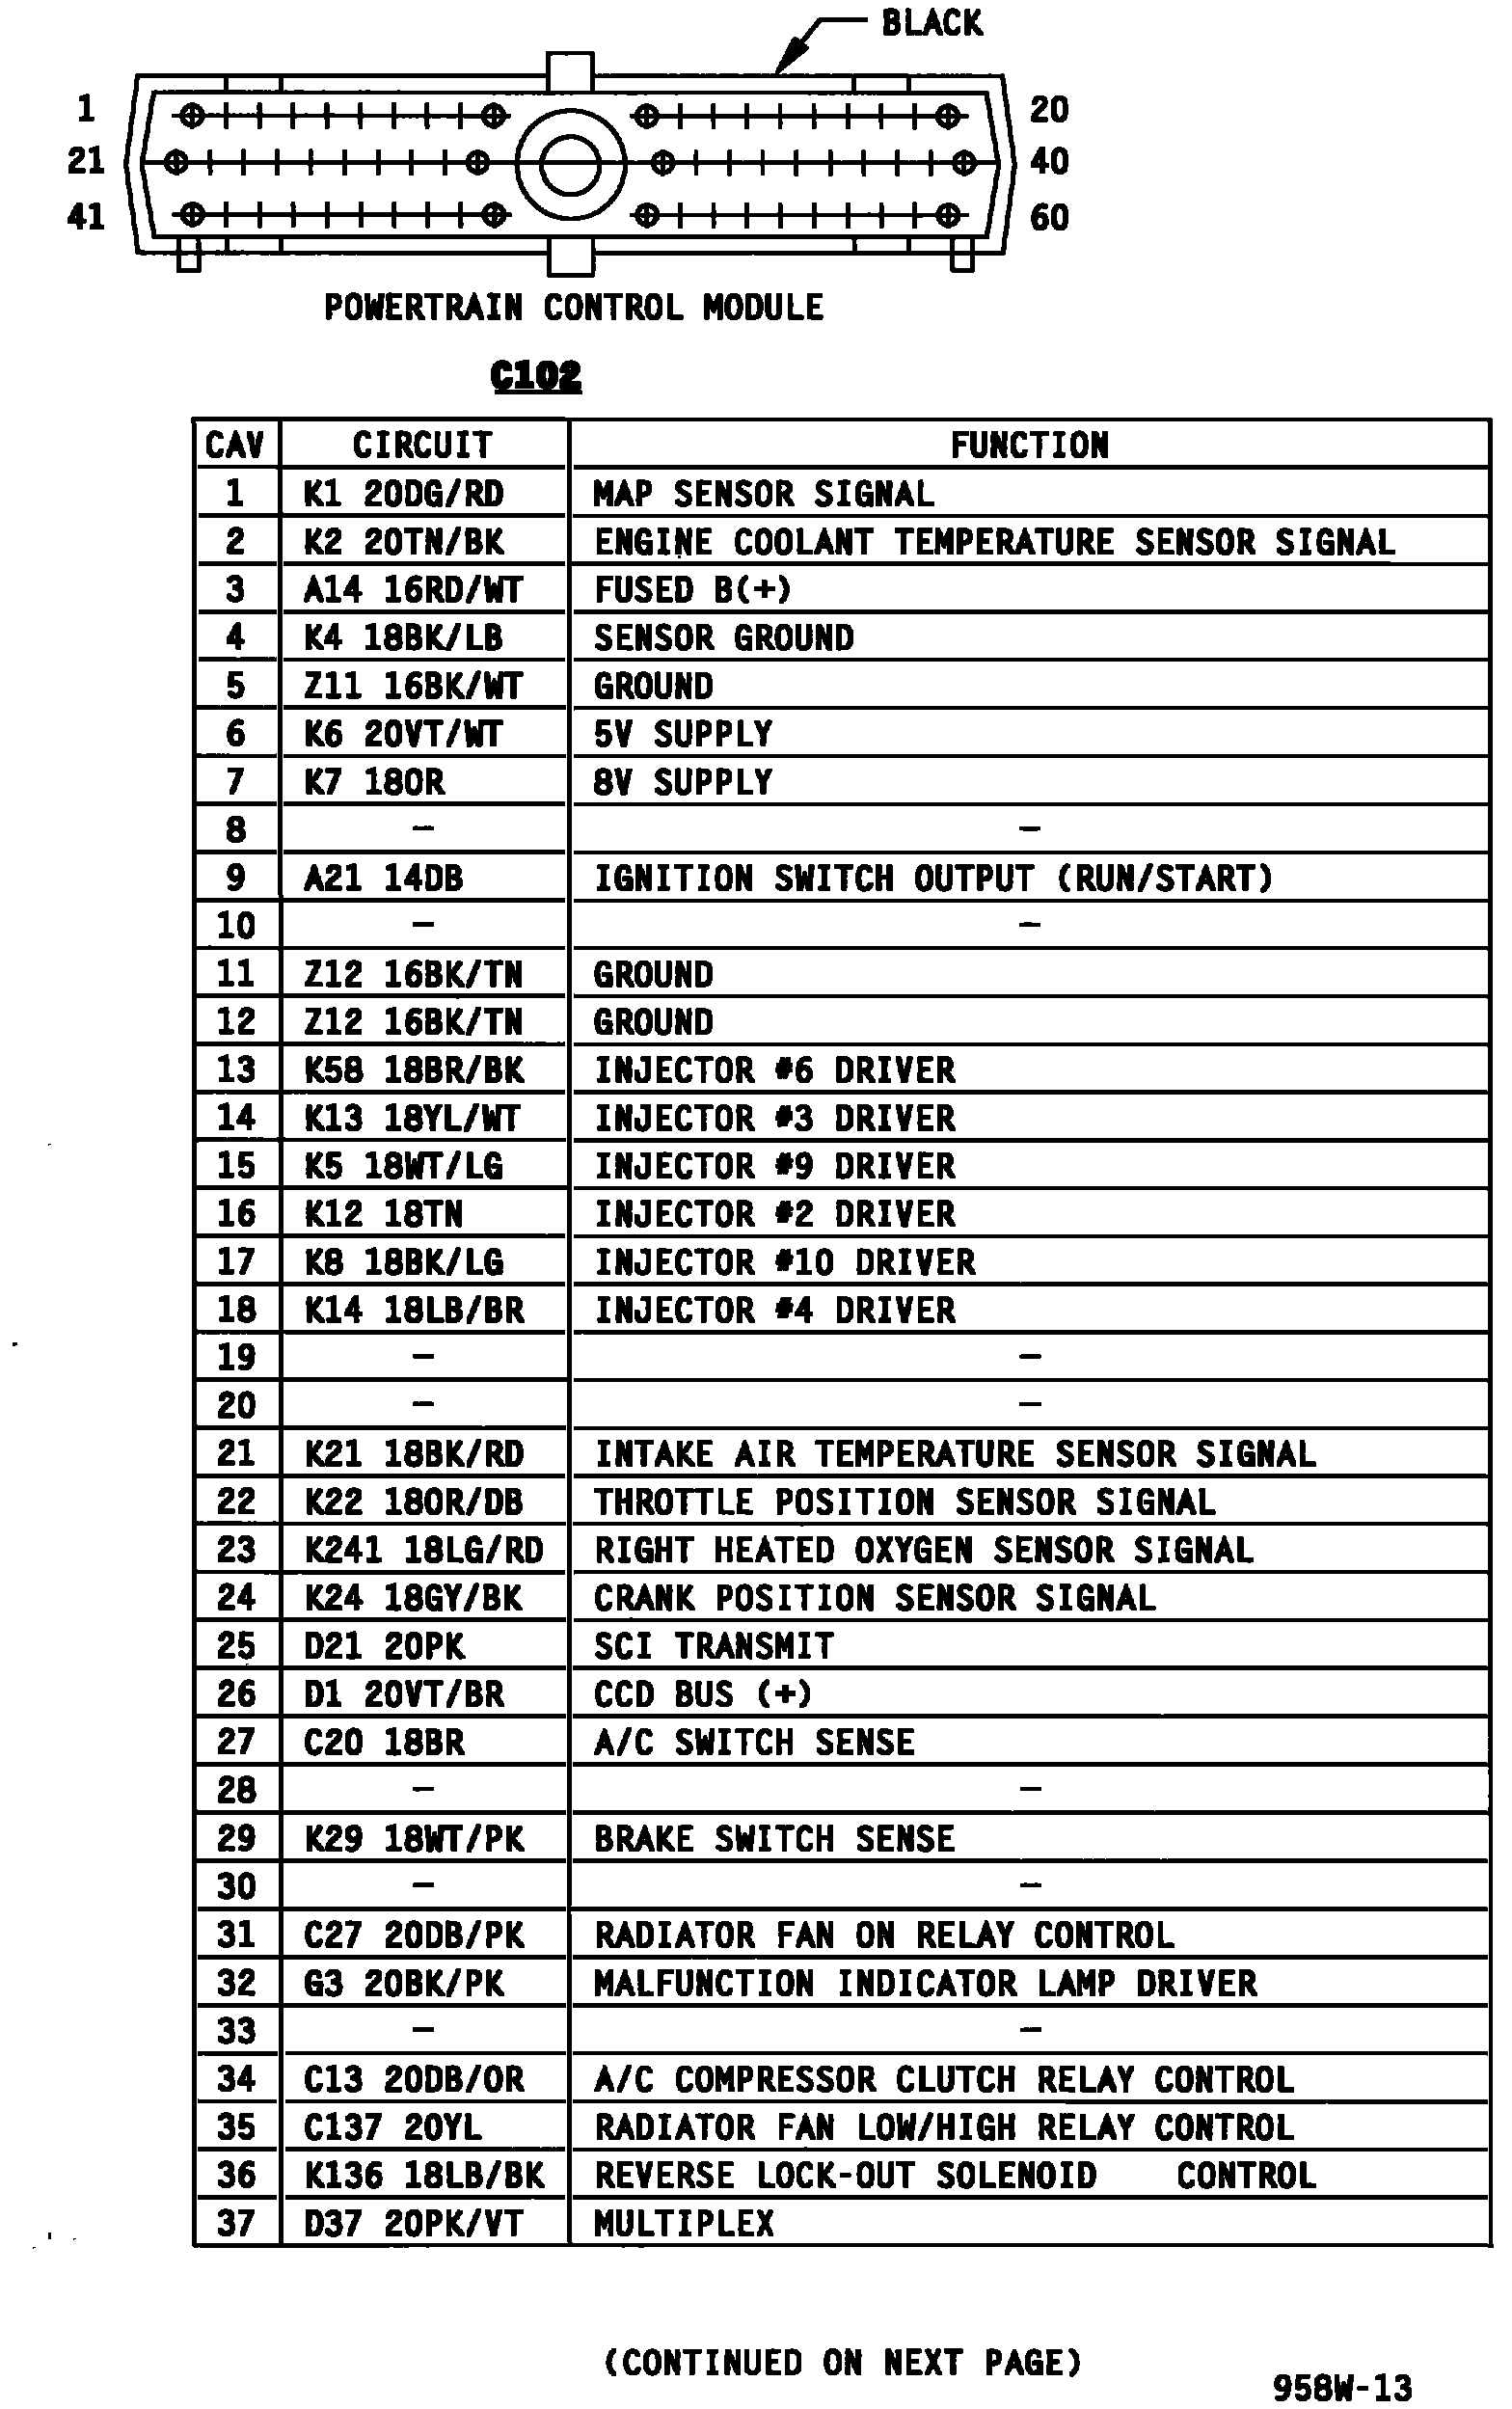 BLACK
1 20
21 40
41 60
POWERTRAIN CONTROL MODULE
C102
CAV CIRCUIT FUNCTION
1 K1 20DG/RD MAP SENSOR SIGNAL
2 K2 20TN/BK ENGINE COOLANT TEMPERATURE SENSOR SIGNAL
3 A14 16RD/WT FUSED B(+)
4 K4 18BK/LB SENSOR GROUND
5 Z11 16BK/WT GROUND
6 K6 20VT/WT 5V SUPPLY
7 K7 18OR 8V SUPPLY
8 – –
9 A21 14DB IGNITION SWITCH OUTPUT (RUN/START)
10 – –
11 Z12 16BK/TN GROUND
12 Z12 16BK/TN GROUND
13 K58 18BR/BK INJECTOR #6 DRIVER
14 K13 18YL/WT INJECTOR #3 DRIVER
15 K5 18WT/LG INJECTOR #9 DRIVER
16 K12 18TN INJECTOR #2 DRIVER
17 K8 18BK/LG INJECTOR #10 DRIVER
18 K14 18LB/BR INJECTOR #4 DRIVER
19 – –
20 – –
21 K21 18BK/RD INTAKE AIR TEMPERATURE SENSOR SIGNAL
22 K22 18OR/DB THROTTLE POSITION SENSOR SIGNAL
23 K241 18LG/RD RIGHT HEATED OXYGEN SENSOR SIGNAL
24 K24 18GY/BK CRANK POSITION SENSOR SIGNAL
25 D21 20PK SCI TRANSMIT
26 D1 20VT/BR CCD BUS (+)
27 C20 18BR A/C SWITCH SENSE
28 – –
29 K29 18WT/PK BRAKE SWITCH SENSE
30 – –
31 C27 20DB/PK RADIATOR FAN ON RELAY CONTROL
32 G3 20BK/PK MALFUNCTION INDICATOR LAMP DRIVER
33 – –
34 C13 20DB/OR A/C COMPRESSOR CLUTCH RELAY CONTROL
35 C137 20YL RADIATOR FAN LOW/HIGH RELAY CONTROL
36 K136 18LB/BK REVERSE LOCK-OUT SOLENOID CONTROL
37 D37 20PK/VT MULTIPLEX
(CONTINUED ON NEXT PAGE)
958W-13